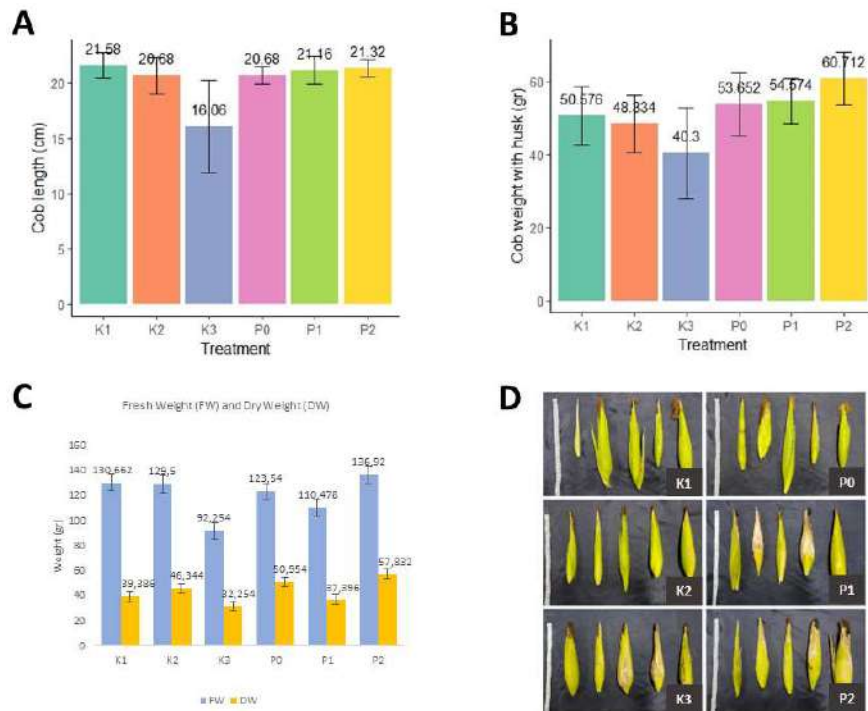 A
Cob length (cm)
20
15
10
5
0
21.58
20.68
16.06
20.68
21.16
21.32
K1 K2 K3 P0 P1 P2
Treatment
B
Cob weight with husk (gr)
60
40
20
0
50.576
48.334
40.3
53.652
54.574
60.712
K1 K2 K3 P0 P1 P2
Treatment
C
Fresh Weight (FW) and Dry Weight (DW)
Weight (gr)
160
140
120
100
80
60
40
20
0
130,662
129,5
92,254
123,54
110,478
136,92
46,344
32,254
50,554
37,396
K1 K2 K3 P0 P1 P2
FW DW
D
K1 P0
K2 P1
K3 P2